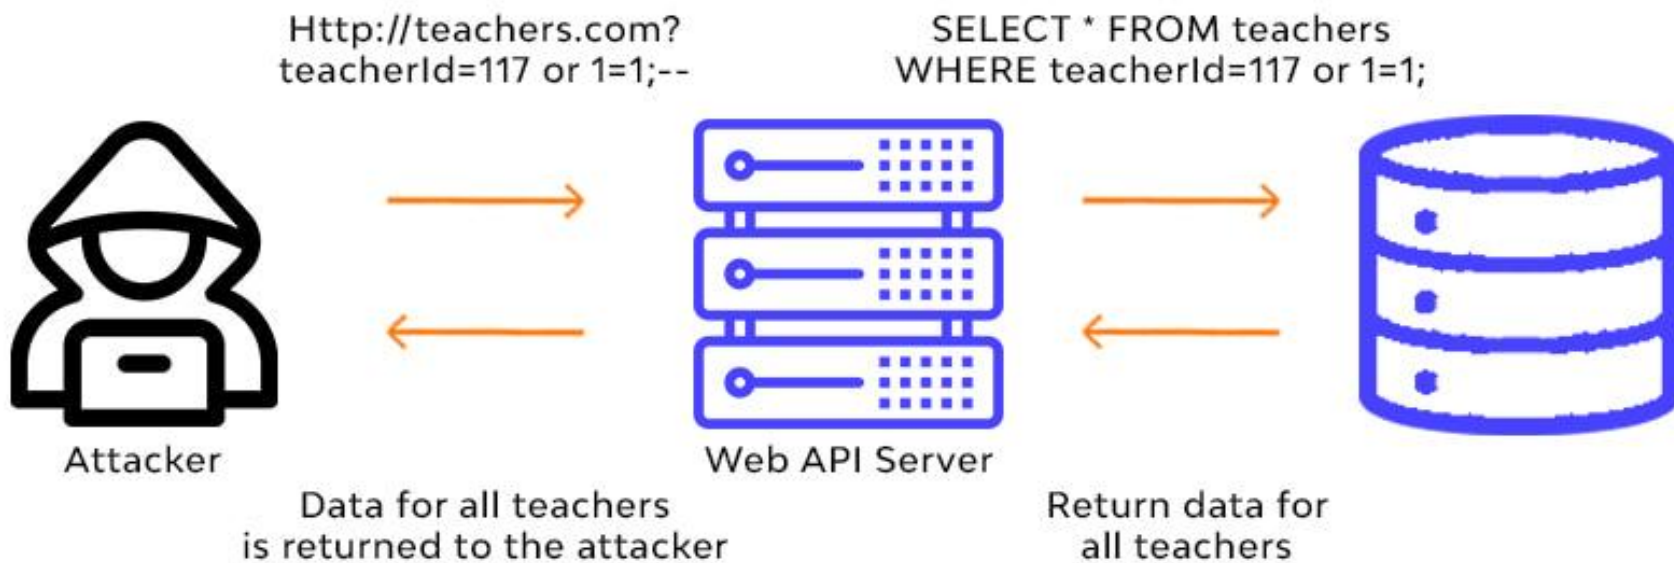 Http://teachers.com?
teacherId=117 or 1=1;--
SELECT * FROM teachers
WHERE teacherId=117 or 1=1;
Attacker
Web API Server
Data for all teachers
is returned to the attacker
Return data for
all teachers